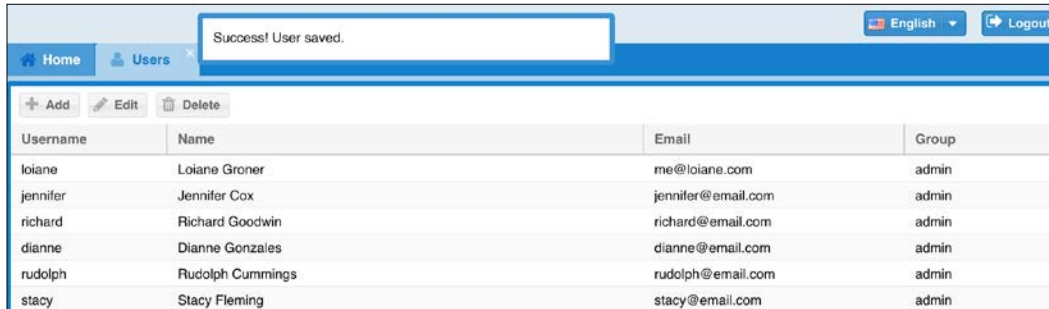 Success! User saved.
English
Logout
Home
Users
Add Edit Delete
Username Name Email Group
loiane Loiane Groner me@loiane.com admin
jennifer Jennifer Cox jennifer@email.com admin
richard Richard Goodwin richard@email.com admin
dianne Dianne Gonzales dianne@email.com admin
rudolph Rudolph Cummings rudolph@email.com admin
stacy Stacy Fleming stacy@email.com admin